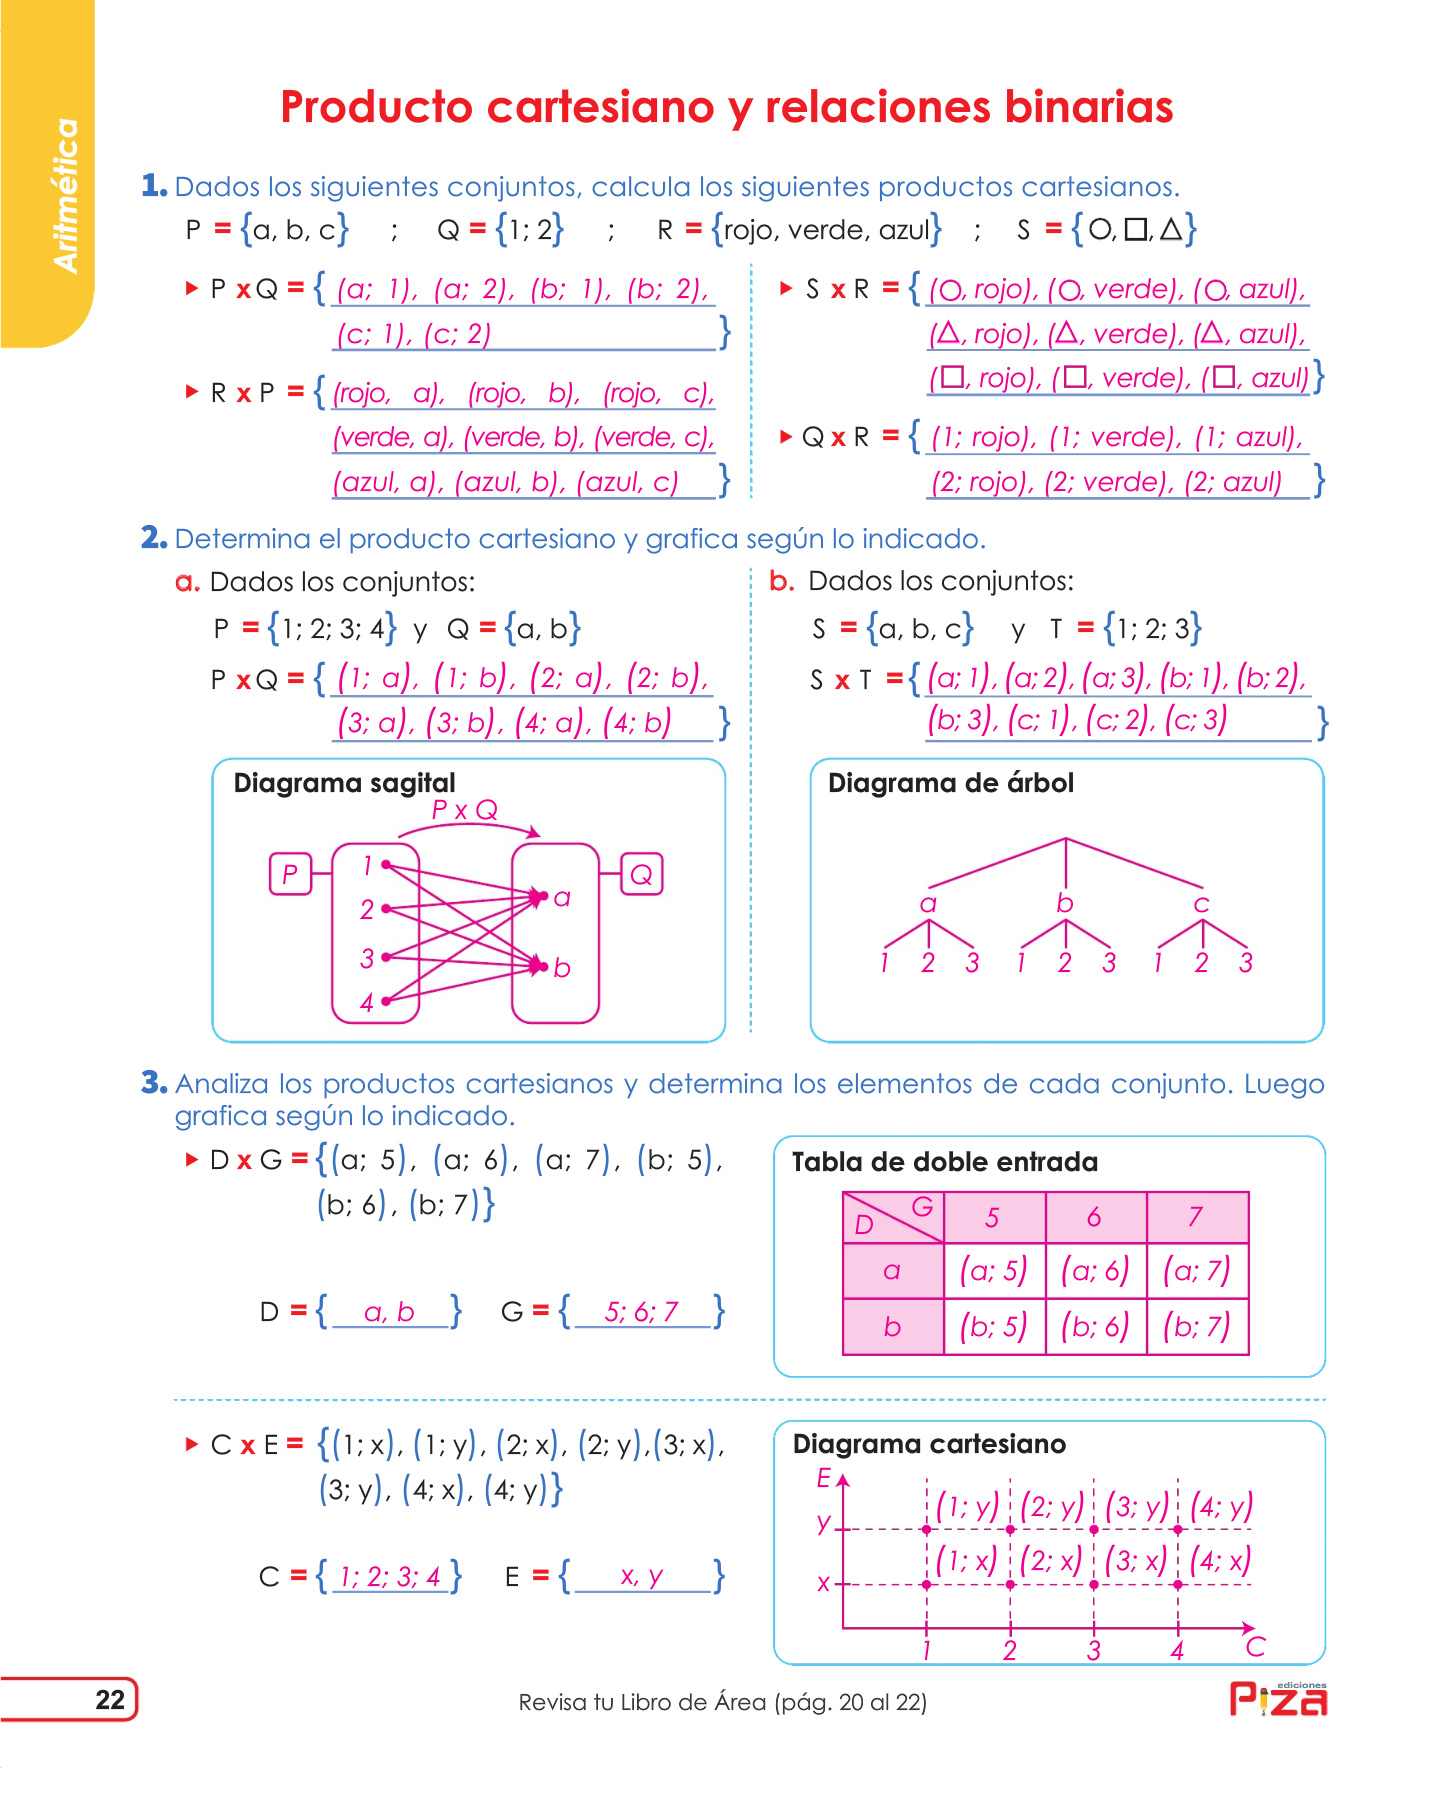 Aritmética
Producto cartesiano y relaciones binarias
1. Dados los siguientes conjuntos, calcula los siguientes productos cartesianos.
P = {a, b, c} ; Q = {1; 2} ; R = {rojo, verde, azul} ; S = {○, □, △}
▶ P x Q = { (a; 1), (a; 2), (b; 1), (b; 2),
(c; 1), (c; 2) }
▶ R x P = { (rojo, a), (rojo, b), (rojo, c),
(verde, a), (verde, b), (verde, c),
(azul, a), (azul, b), (azul, c) }
▶ S x R = { (○, rojo), (○, verde), (○, azul),
(△, rojo), (△, verde), (△, azul),
(□, rojo), (□, verde), (□, azul) }
▶ Q x R = { (1; rojo), (1; verde), (1; azul),
(2; rojo), (2; verde), (2; azul) }
2. Determina el producto cartesiano y grafica según lo indicado.
a. Dados los conjuntos:
P = {1; 2; 3; 4} y Q = {a, b}
P x Q = { (1; a), (1; b), (2; a), (2; b),
(3; a), (3; b), (4; a), (4; b) }
Diagrama sagital
P x Q
P
1
2
3
4
a
b
Q
b. Dados los conjuntos:
S = {a, b, c} y T = {1; 2; 3}
S x T = { (a; 1), (a; 2), (a; 3), (b; 1), (b; 2),
(b; 3), (c; 1), (c; 2), (c; 3) }
Diagrama de árbol
a b c
1 2 3 1 2 3 1 2 3
3. Analiza los productos cartesianos y determina los elementos de cada conjunto. Luego
grafica según lo indicado.
▶ D x G = {(a; 5), (a; 6), (a; 7), (b; 5),
(b; 6), (b; 7)}
D = { a, b } G = { 5; 6; 7 }
Tabla de doble entrada
D G 5 6 7
a (a; 5) (a; 6) (a; 7)
b (b; 5) (b; 6) (b; 7)
▶ C x E = {(1; x), (1; y), (2; x), (2; y),(3; x),
(3; y), (4; x), (4; y)}
C = { 1; 2; 3; 4 } E = { x, y }
Diagrama cartesiano
E
y (1; y) (2; y) (3; y) (4; y)
x (1; x) (2; x) (3; x) (4; x)
1 2 3 4 C
22
Revisa tu Libro de Área (pág. 20 al 22)
ediciones
Piza